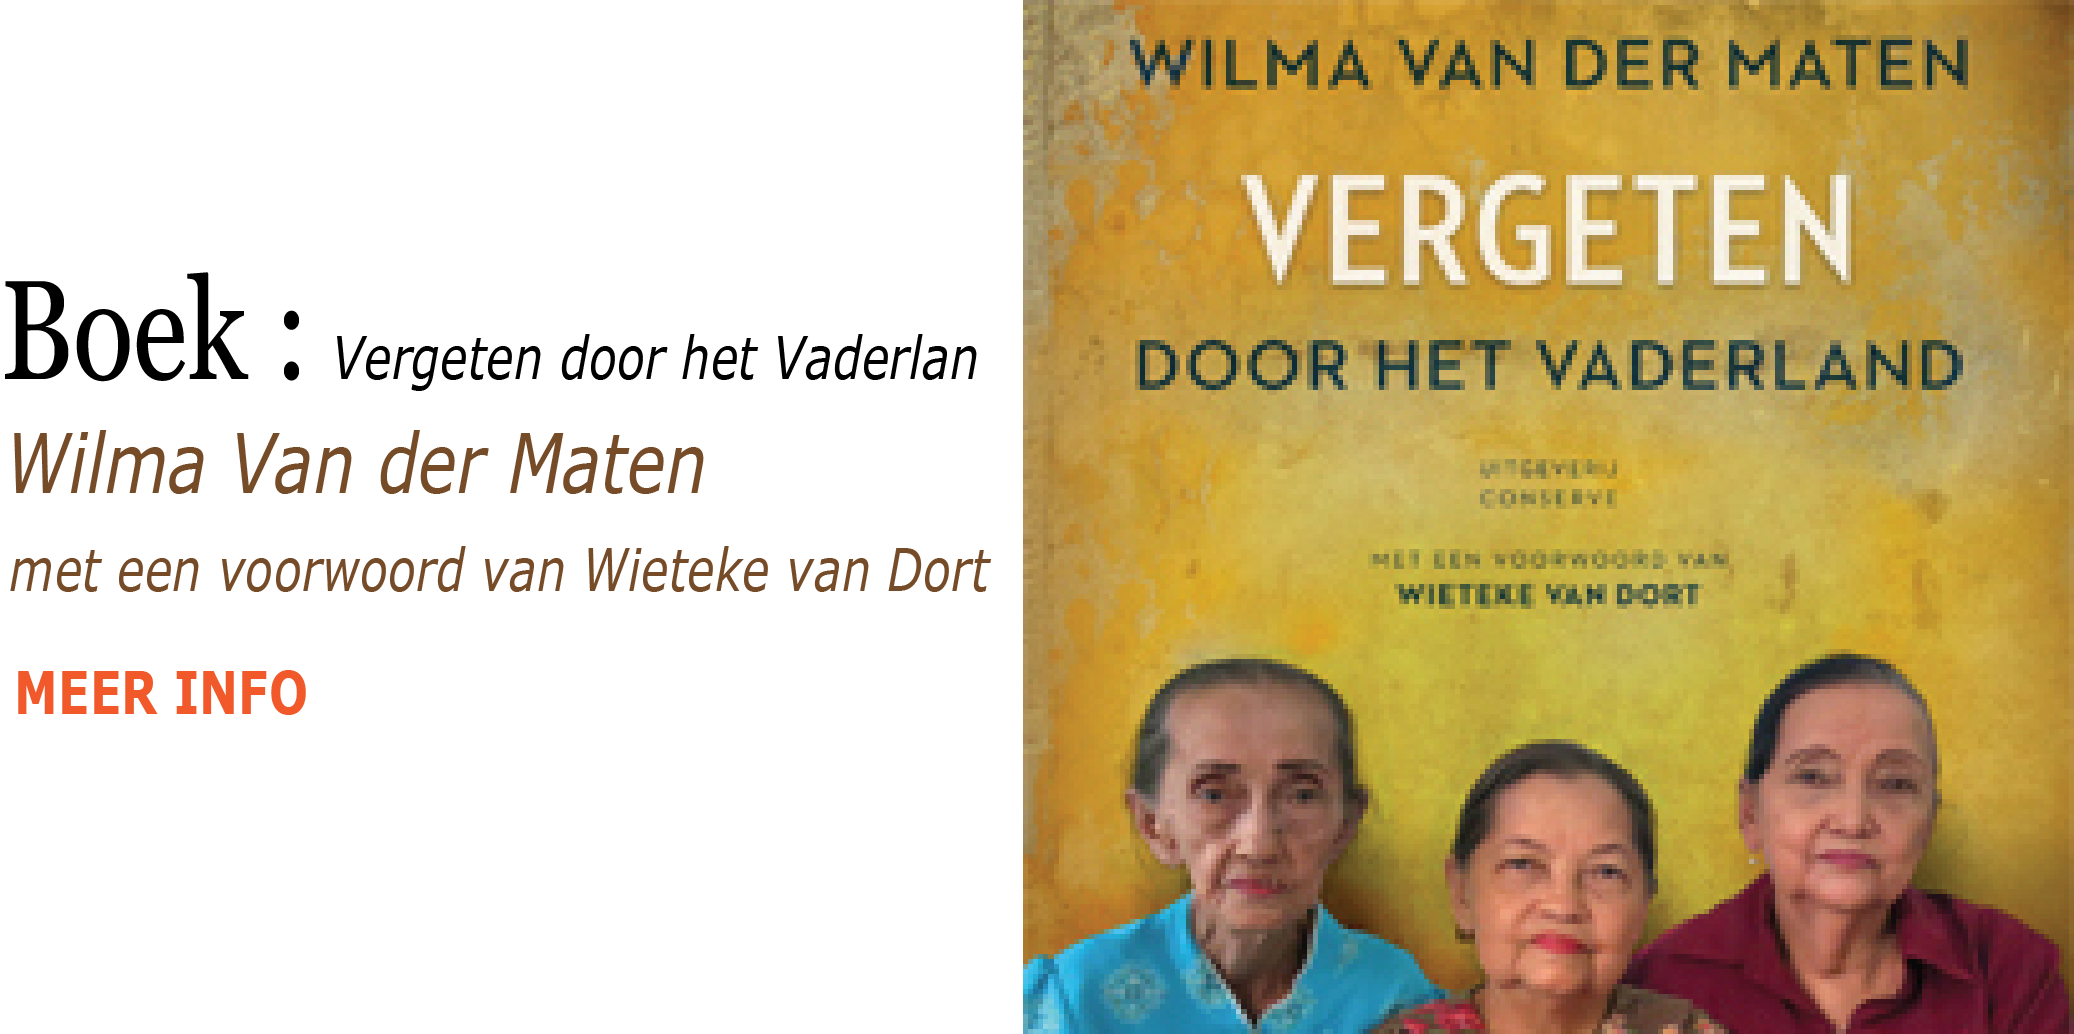 Boek : Vergeten door het Vaderlan
Wilma Van der Maten
met een voorwoord van Wieteke van Dort
MEER INFO
WILMA VAN DER MATEN
VERGETEN
DOOR HET VADERLAND
UITGEVERIJ
CONSERVE
MET EEN VOORWOORD VAN
WIETEKE VAN DORT